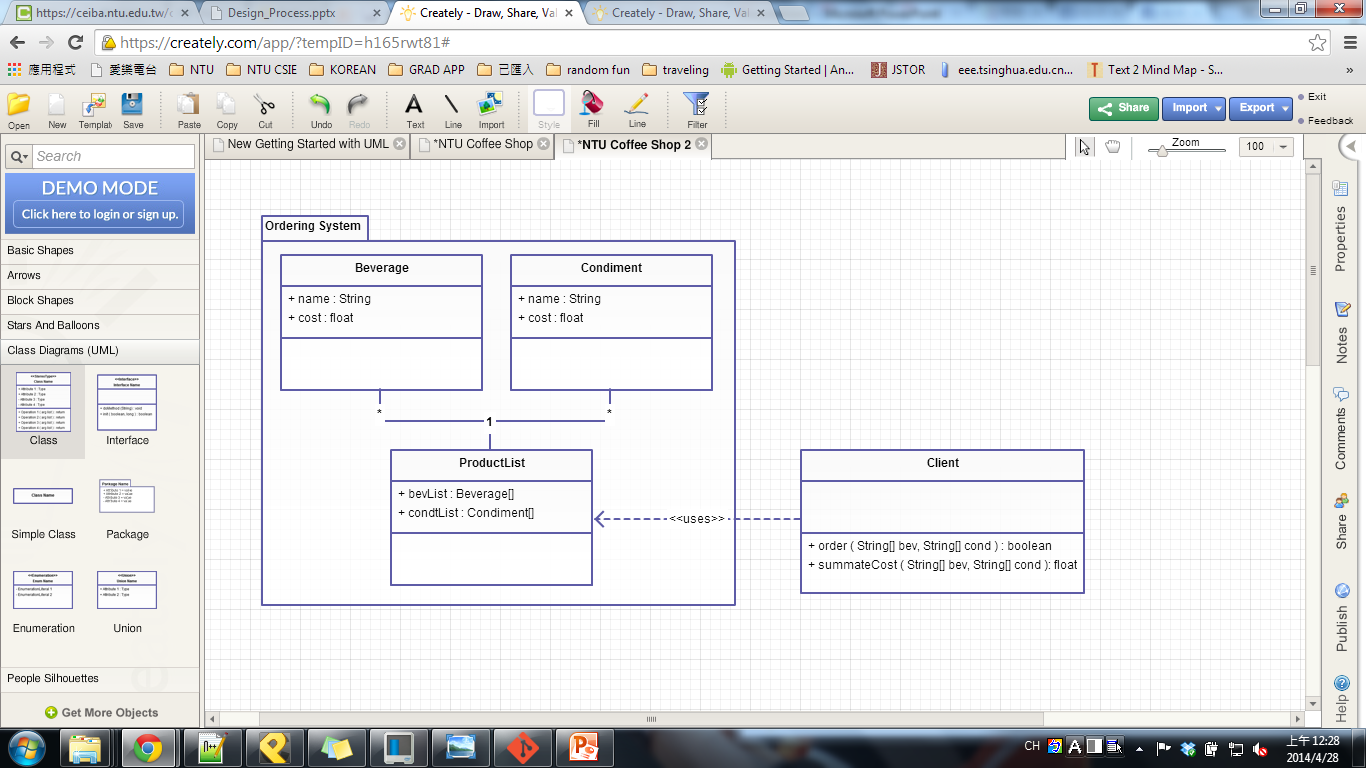 https://ceiba.ntu.edu.tw/c
Design_Process.pptx
Creately - Draw, Share, Val
Creately - Draw, Share, Val
https://creately.com/app/?tempID=h165rwt81#
應用程式
愛樂電台
NTU
NTU CSIE
KOREAN
GRAD APP
已匯入
random fun
traveling
Getting Started | An...
JSTOR
eee.tsinghua.edu.cn...
Text 2 Mind Map - S...
»
Open
New
Templat
Save
Paste
Copy
Cut
Undo
Redo
Text
Line
Import
Style
Fill
Line
Filter
Share
Import
Export
Exit
Feedback
Search
New Getting Started with UML
*NTU Coffee Shop
*NTU Coffee Shop 2
Zoom
100
DEMO MODE
Click here to login or sign up.
Basic Shapes
Arrows
Block Shapes
Stars And Balloons
Class Diagrams (UML)
Class
Interface
Class Name
Package Name
Simple Class
Package
Enumeration
Union
People Silhouettes
Get More Objects
Ordering System
Beverage
+ name : String
+ cost : float
Condiment
+ name : String
+ cost : float
*
1
*
ProductList
+ bevList : Beverage[]
+ condtList : Condiment[]
<<uses>>
Client
+ order ( String[] bev, String[] cond ) : boolean
+ summateCost ( String[] bev, String[] cond ): float
Properties
Notes
Comments
Share
Publish
Help
CH
上午 12:28
2014/4/28